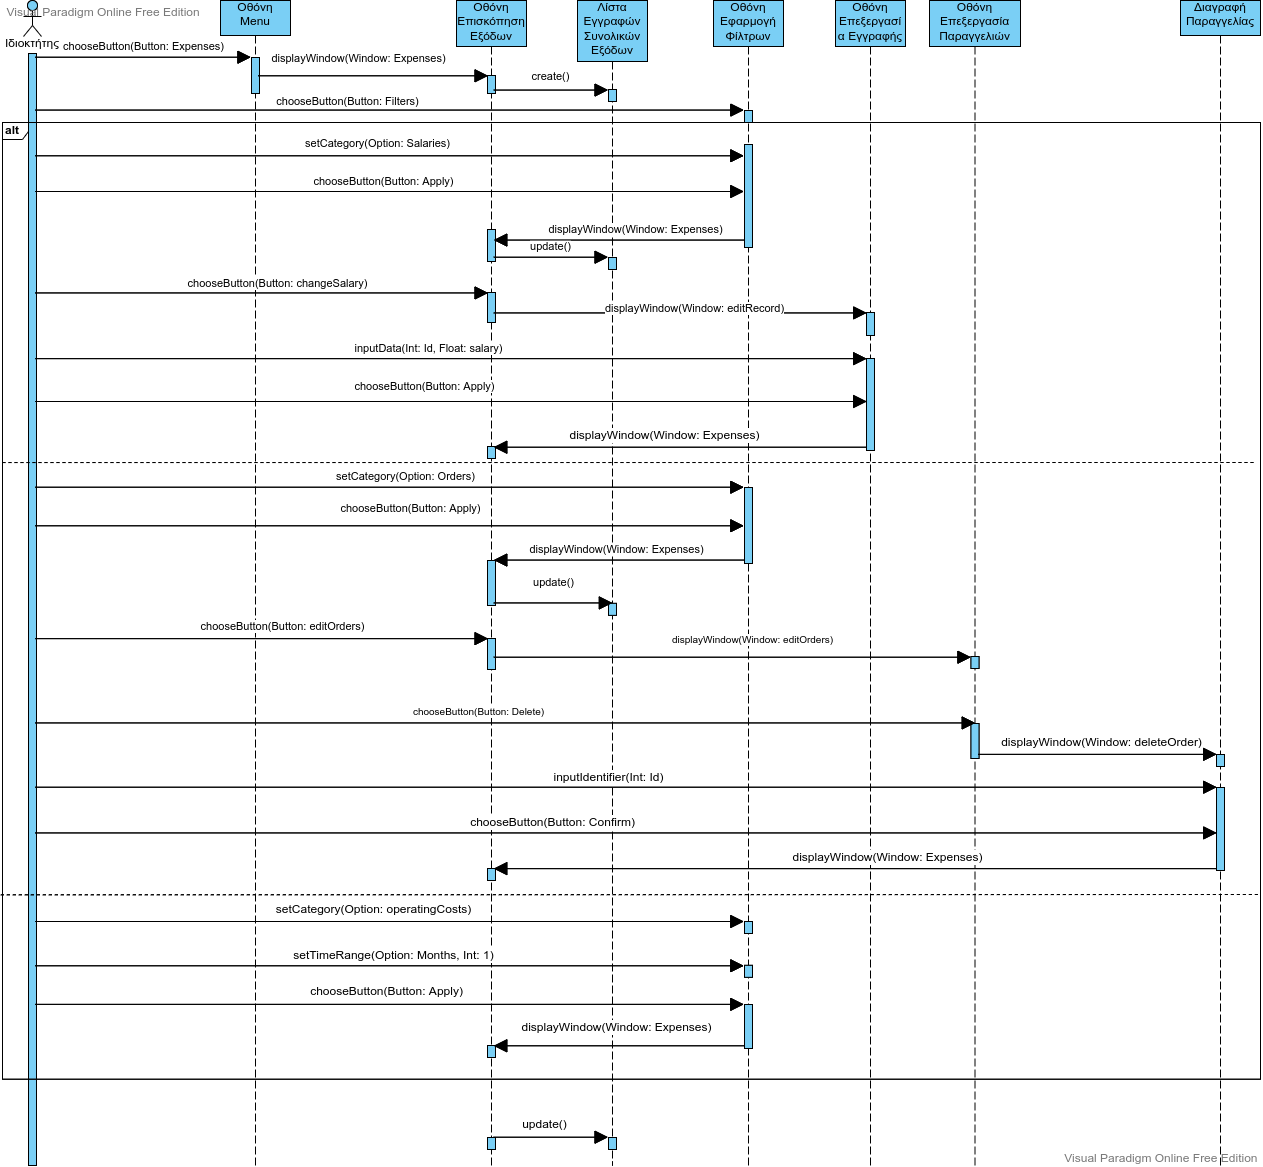 Visual Paradigm Online Free Edition
Ιδιοκτήτης
Οθόνη
Menu
Οθόνη
Επισκόπηση
Εξόδων
Λίστα
Εγγραφών
Συνολικών
Εξόδων
Οθόνη
Εφαρμογή
Φίλτρων
Οθόνη
Επεξεργασί
α Εγγραφής
Οθόνη
Επεξεργασία
Παραγγελιών
Διαγραφή
Παραγγελίας
chooseButton(Button: Expenses)
displayWindow(Window: Expenses)
create()
chooseButton(Button: Filters)
alt
setCategory(Option: Salaries)
chooseButton(Button: Apply)
displayWindow(Window: Expenses)
update()
chooseButton(Button: changeSalary)
displayWindow(Window: editRecord)
inputData(Int: Id, Float: salary)
chooseButton(Button: Apply)
displayWindow(Window: Expenses)
setCategory(Option: Orders)
chooseButton(Button: Apply)
displayWindow(Window: Expenses)
update()
chooseButton(Button: editOrders)
displayWindow(Window: editOrders)
chooseButton(Button: Delete)
displayWindow(Window: deleteOrder)
inputIdentifier(Int: Id)
chooseButton(Button: Confirm)
displayWindow(Window: Expenses)
setCategory(Option: operatingCosts)
setTimeRange(Option: Months, Int: 1)
chooseButton(Button: Apply)
displayWindow(Window: Expenses)
update()
Visual Paradigm Online Free Edition